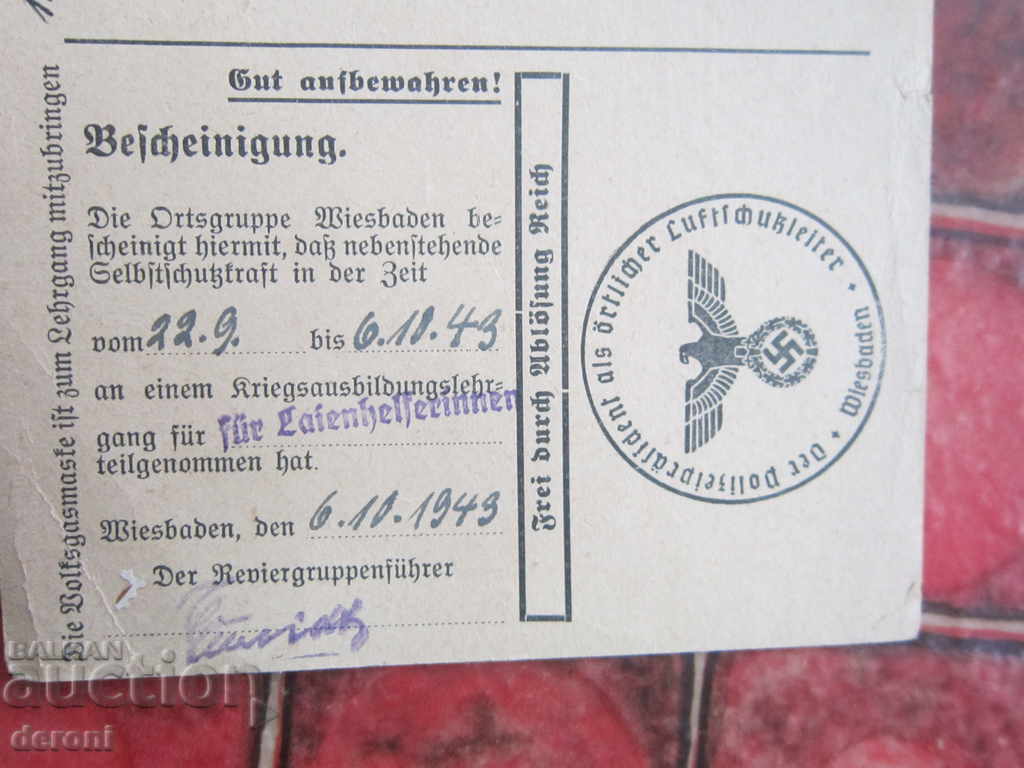 Gut aufbewahren!
Bescheinigung.
Die Ortsgruppe Wiesbaden be-
scheinigt hiermit, daß nebenstehende
Selbstschutzkraft in der Zeit
vom 22.9. bis 6.10.43
an einem Kriegsausbildungslehr-
gang für für Laienhelferinnen
teilgenommen hat.
Wiesbaden, den 6.10.1943
Der Reviergruppenführer
Die Volksgasmaske ist zum Lehrgang mitzubringen
Frei durch Ablösung Reich
Der Polizeipräsident als örtlicher Luftschutzleiter • Wiesbaden •
BALKAN
auction
deroni